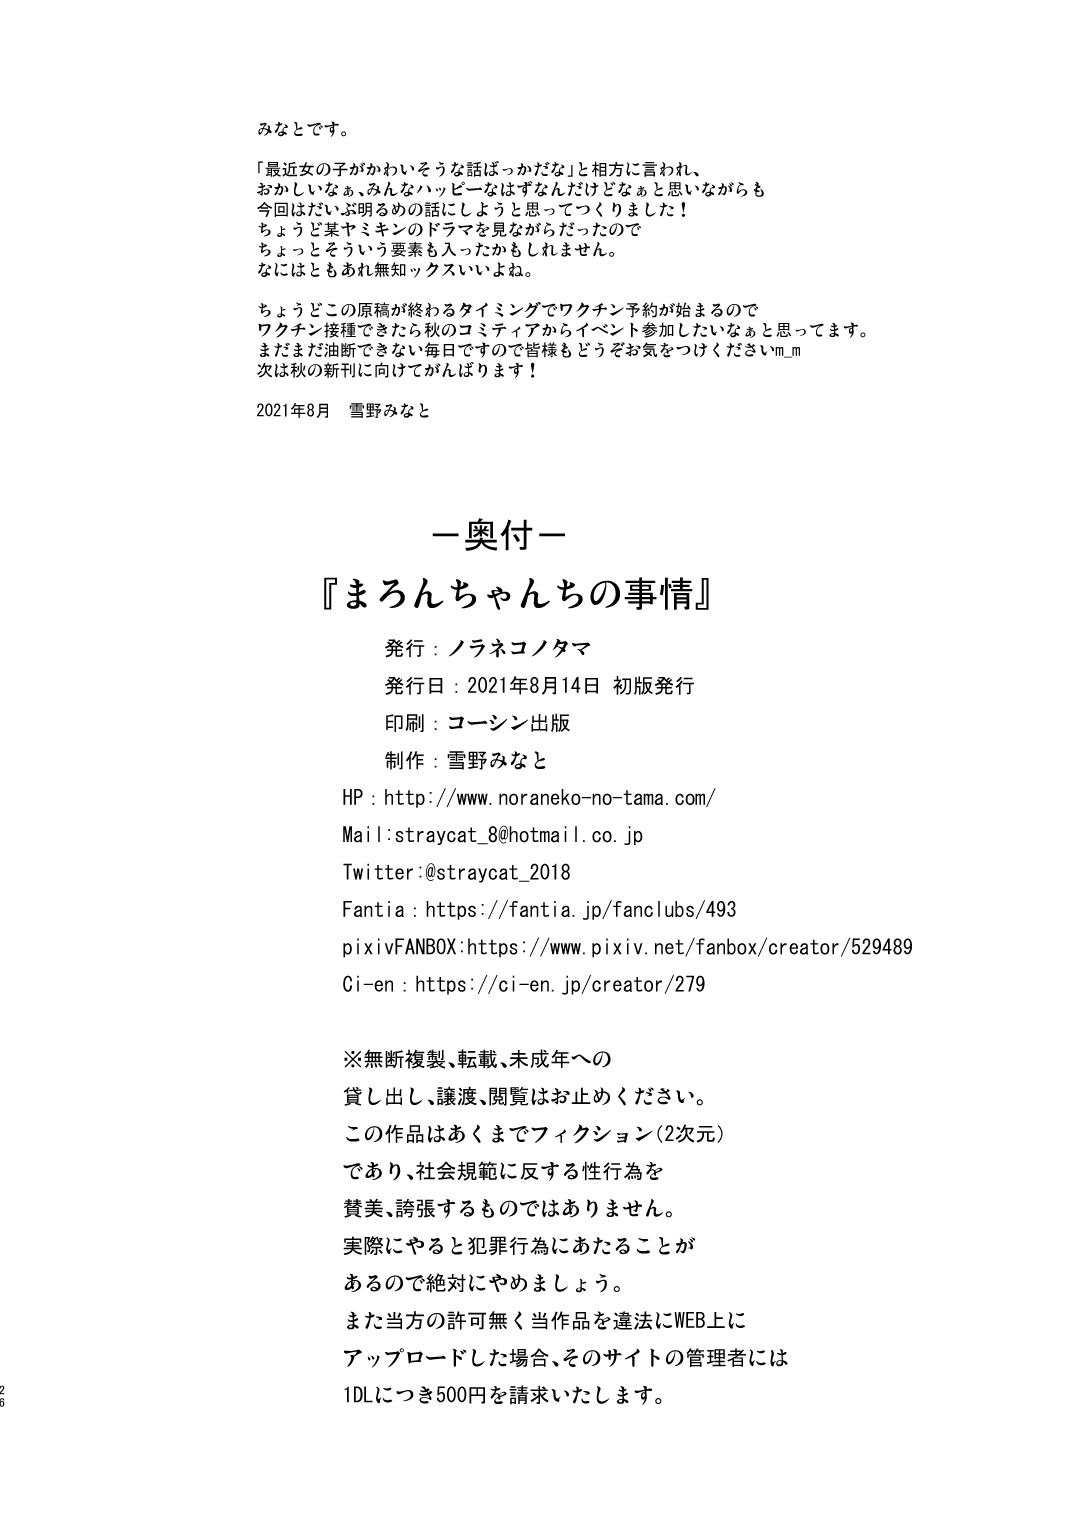 みなとです。
「最近女の子がかわいそうな話ばっかだな」と相方に言われ、
おかしいなぁ、みんなハッピーなはずなんだけどなぁと思いながらも
今回はだいぶ明るめの話にしようと思ってつくりました！
ちょうど某ヤミキンのドラマを見ながらだったので
ちょっとそういう要素も入ったかもしれません。
なにはともあれ無知ックスいいよね。
ちょうどこの原稿が終わるタイミングでワクチン予約が始まるので
ワクチン接種できたら秋のコミティアからイベント参加したいなぁと思ってます。
まだまだ油断できない毎日ですので皆様もどうぞお気をつけくださいm_m
次は秋の新刊に向けてがんばります！
2021年8月　雪野みなと
－奥付－
『まろんちゃんちの事情』
発行：ノラネコノタマ
発行日：2021年8月14日 初版発行
印刷：コーシン出版
制作：雪野みなと
HP：http://www.noraneko-no-tama.com/
Mail:straycat_8@hotmail.co.jp
Twitter:@straycat_2018
Fantia：https://fantia.jp/fanclubs/493
pixivFANBOX:https://www.pixiv.net/fanbox/creator/529489
Ci-en：https://ci-en.jp/creator/279
※無断複製、転載、未成年への
貸し出し、譲渡、閲覧はお止めください。
この作品はあくまでフィクション（2次元）
であり、社会規範に反する性行為を
賛美、誇張するものではありません。
実際にやると犯罪行為にあたることが
あるので絶対にやめましょう。
また当方の許可無く当作品を違法にWEB上に
アップロードした場合、そのサイトの管理者には
1DLにつき500円を請求いたします。
26